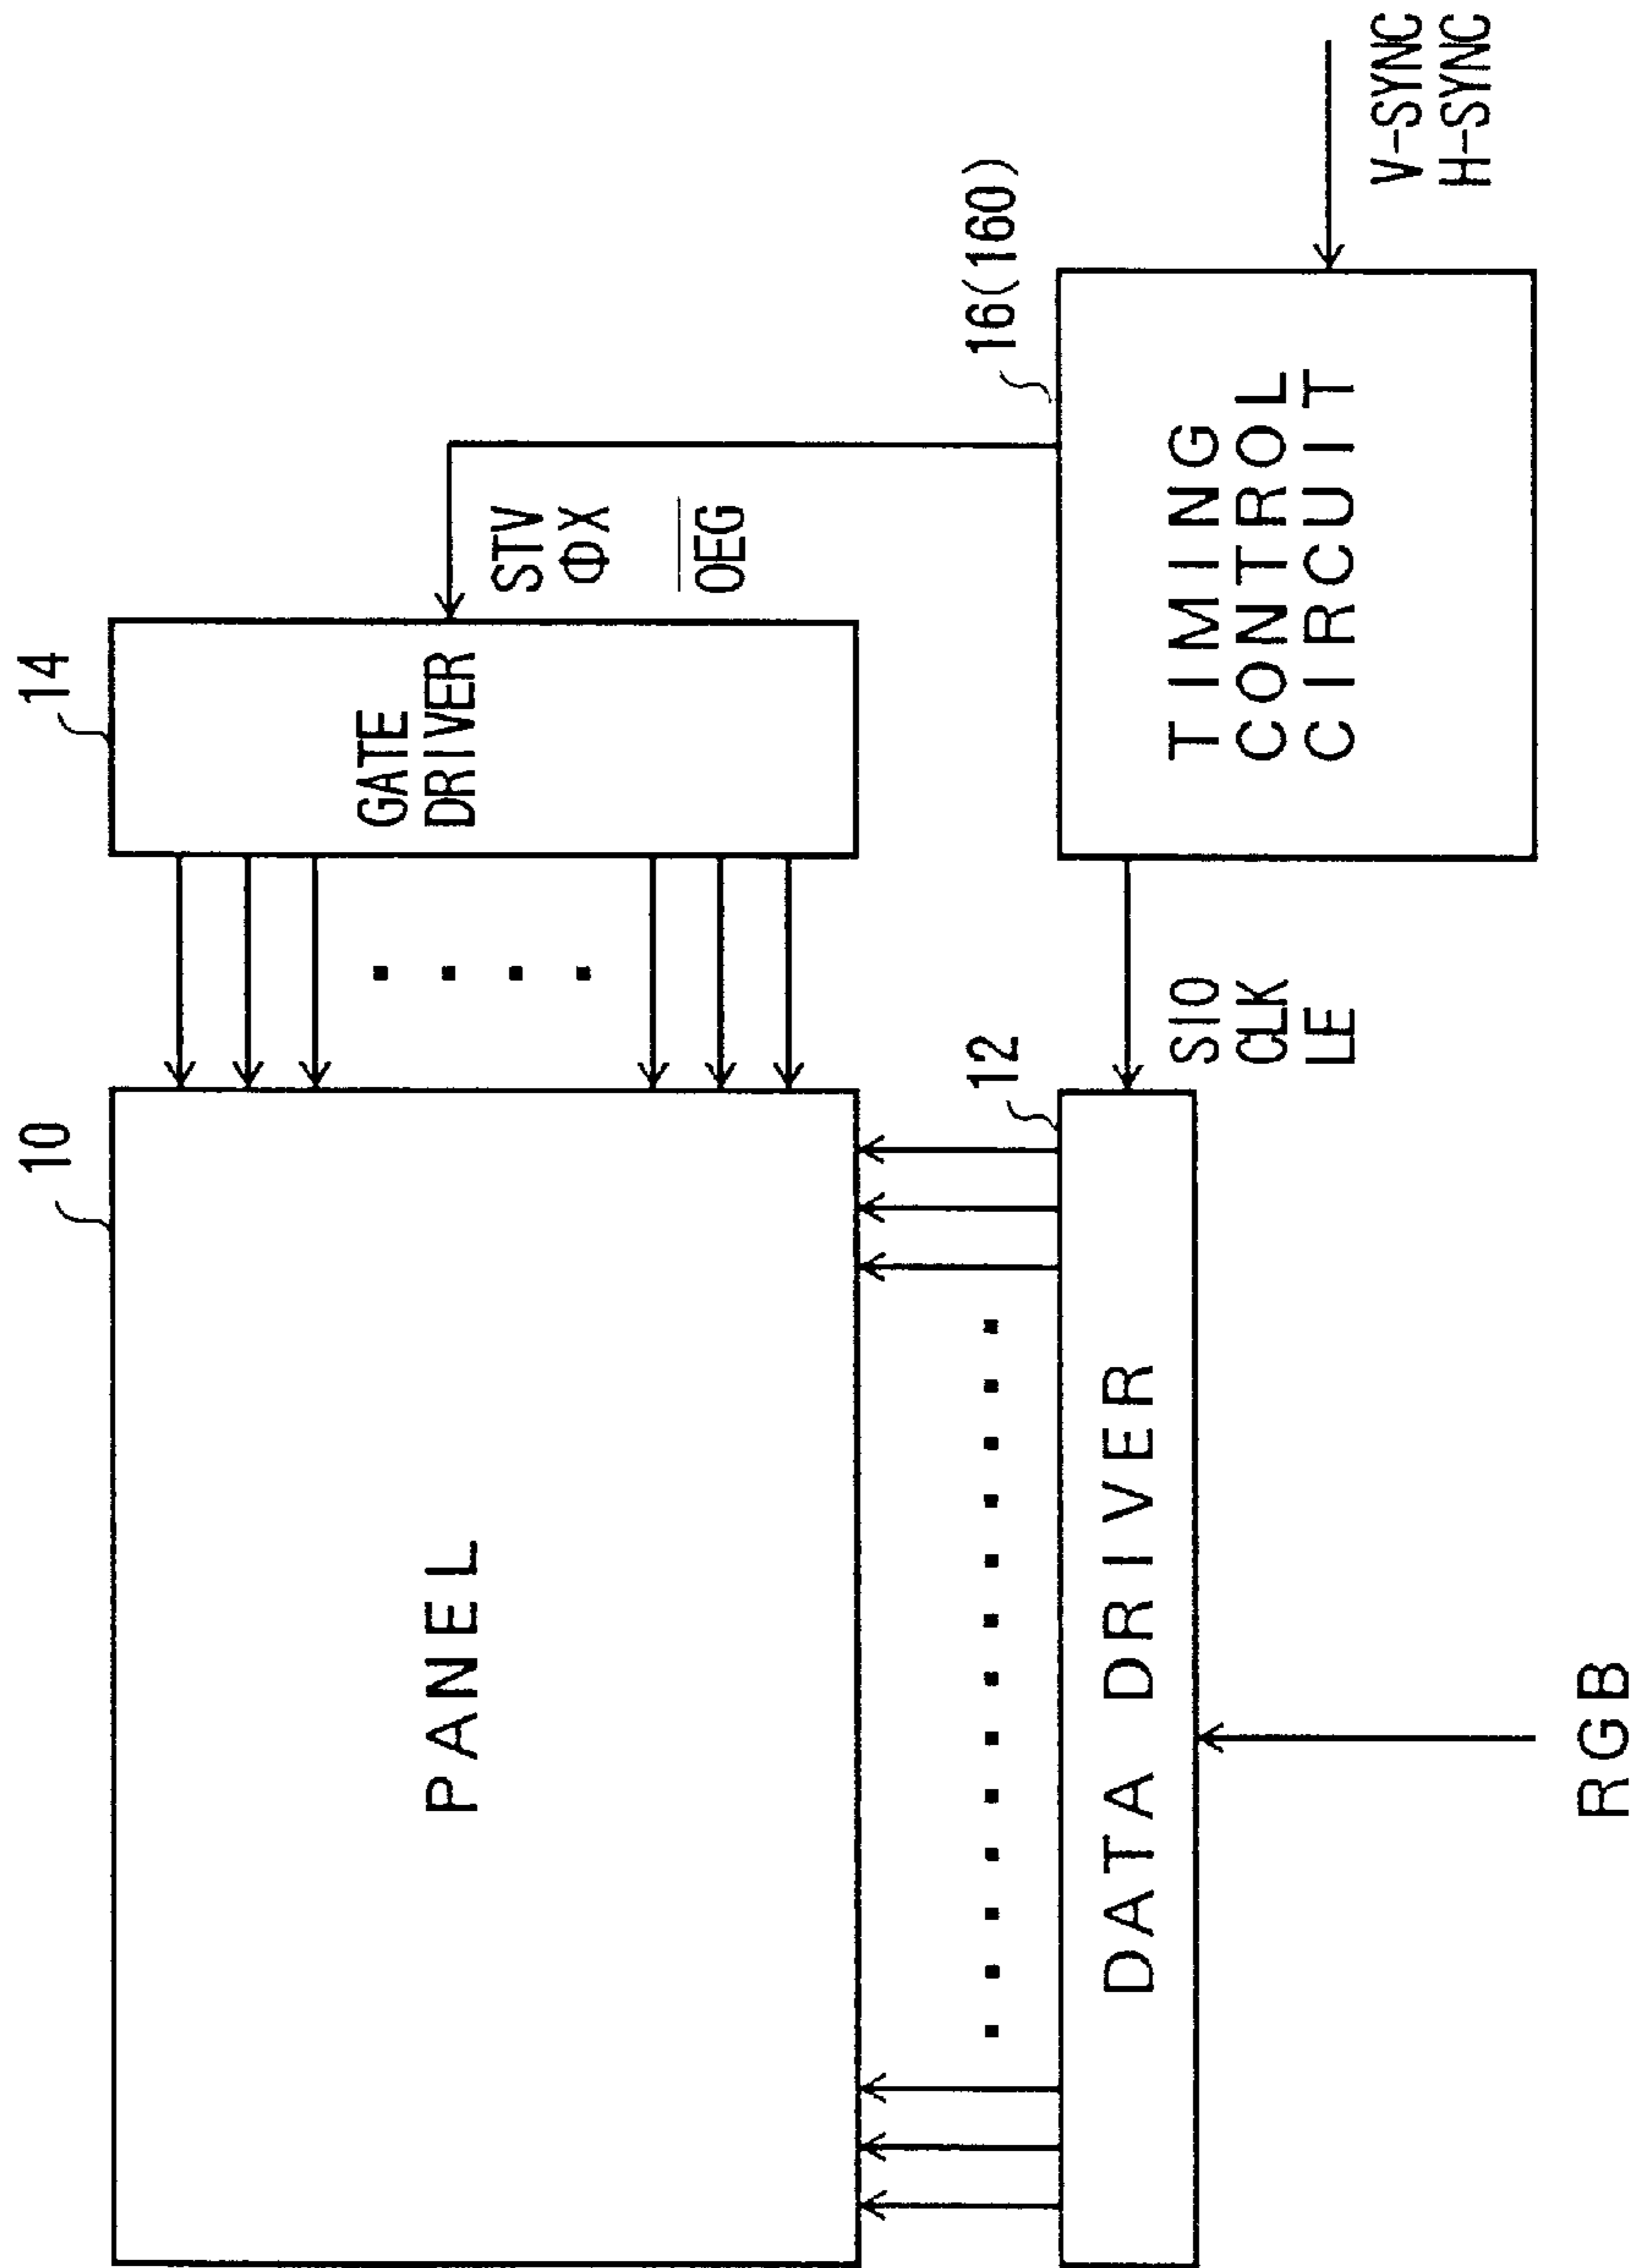 10
PANEL
14
GATE
DRIVER
STV
ΦX
O̅E̅G̅
16(160)
TIMING
CONTROL
CIRCUIT
V-SYNC
H-SYNC
12
SIO
CLK
LE
DATA DRIVER
RGB